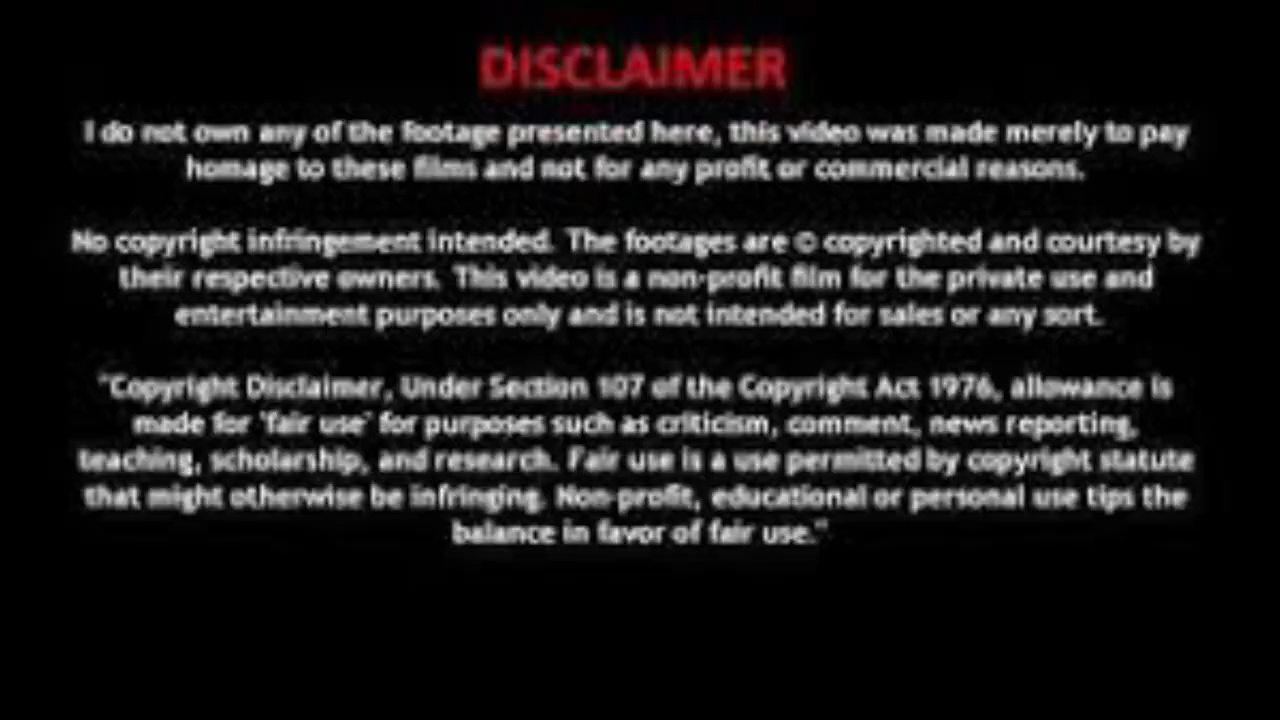 DISCLAIMER
I do not own any of the footage presented here, this video was made merely to pay
homage to these films and not for any profit or commercial reasons.
No copyright infringement intended. The footages are © copyrighted and courtesy by
their respective owners. This video is a non-profit film for the private use and
entertainment purposes only and is not intended for sales or any sort.
"Copyright Disclaimer, Under Section 107 of the Copyright Act 1976, allowance is
made for 'fair use' for purposes such as criticism, comment, news reporting,
teaching, scholarship, and research. Fair use is a use permitted by copyright statute
that might otherwise be infringing. Non-profit, educational or personal use tips the
balance in favor of fair use."